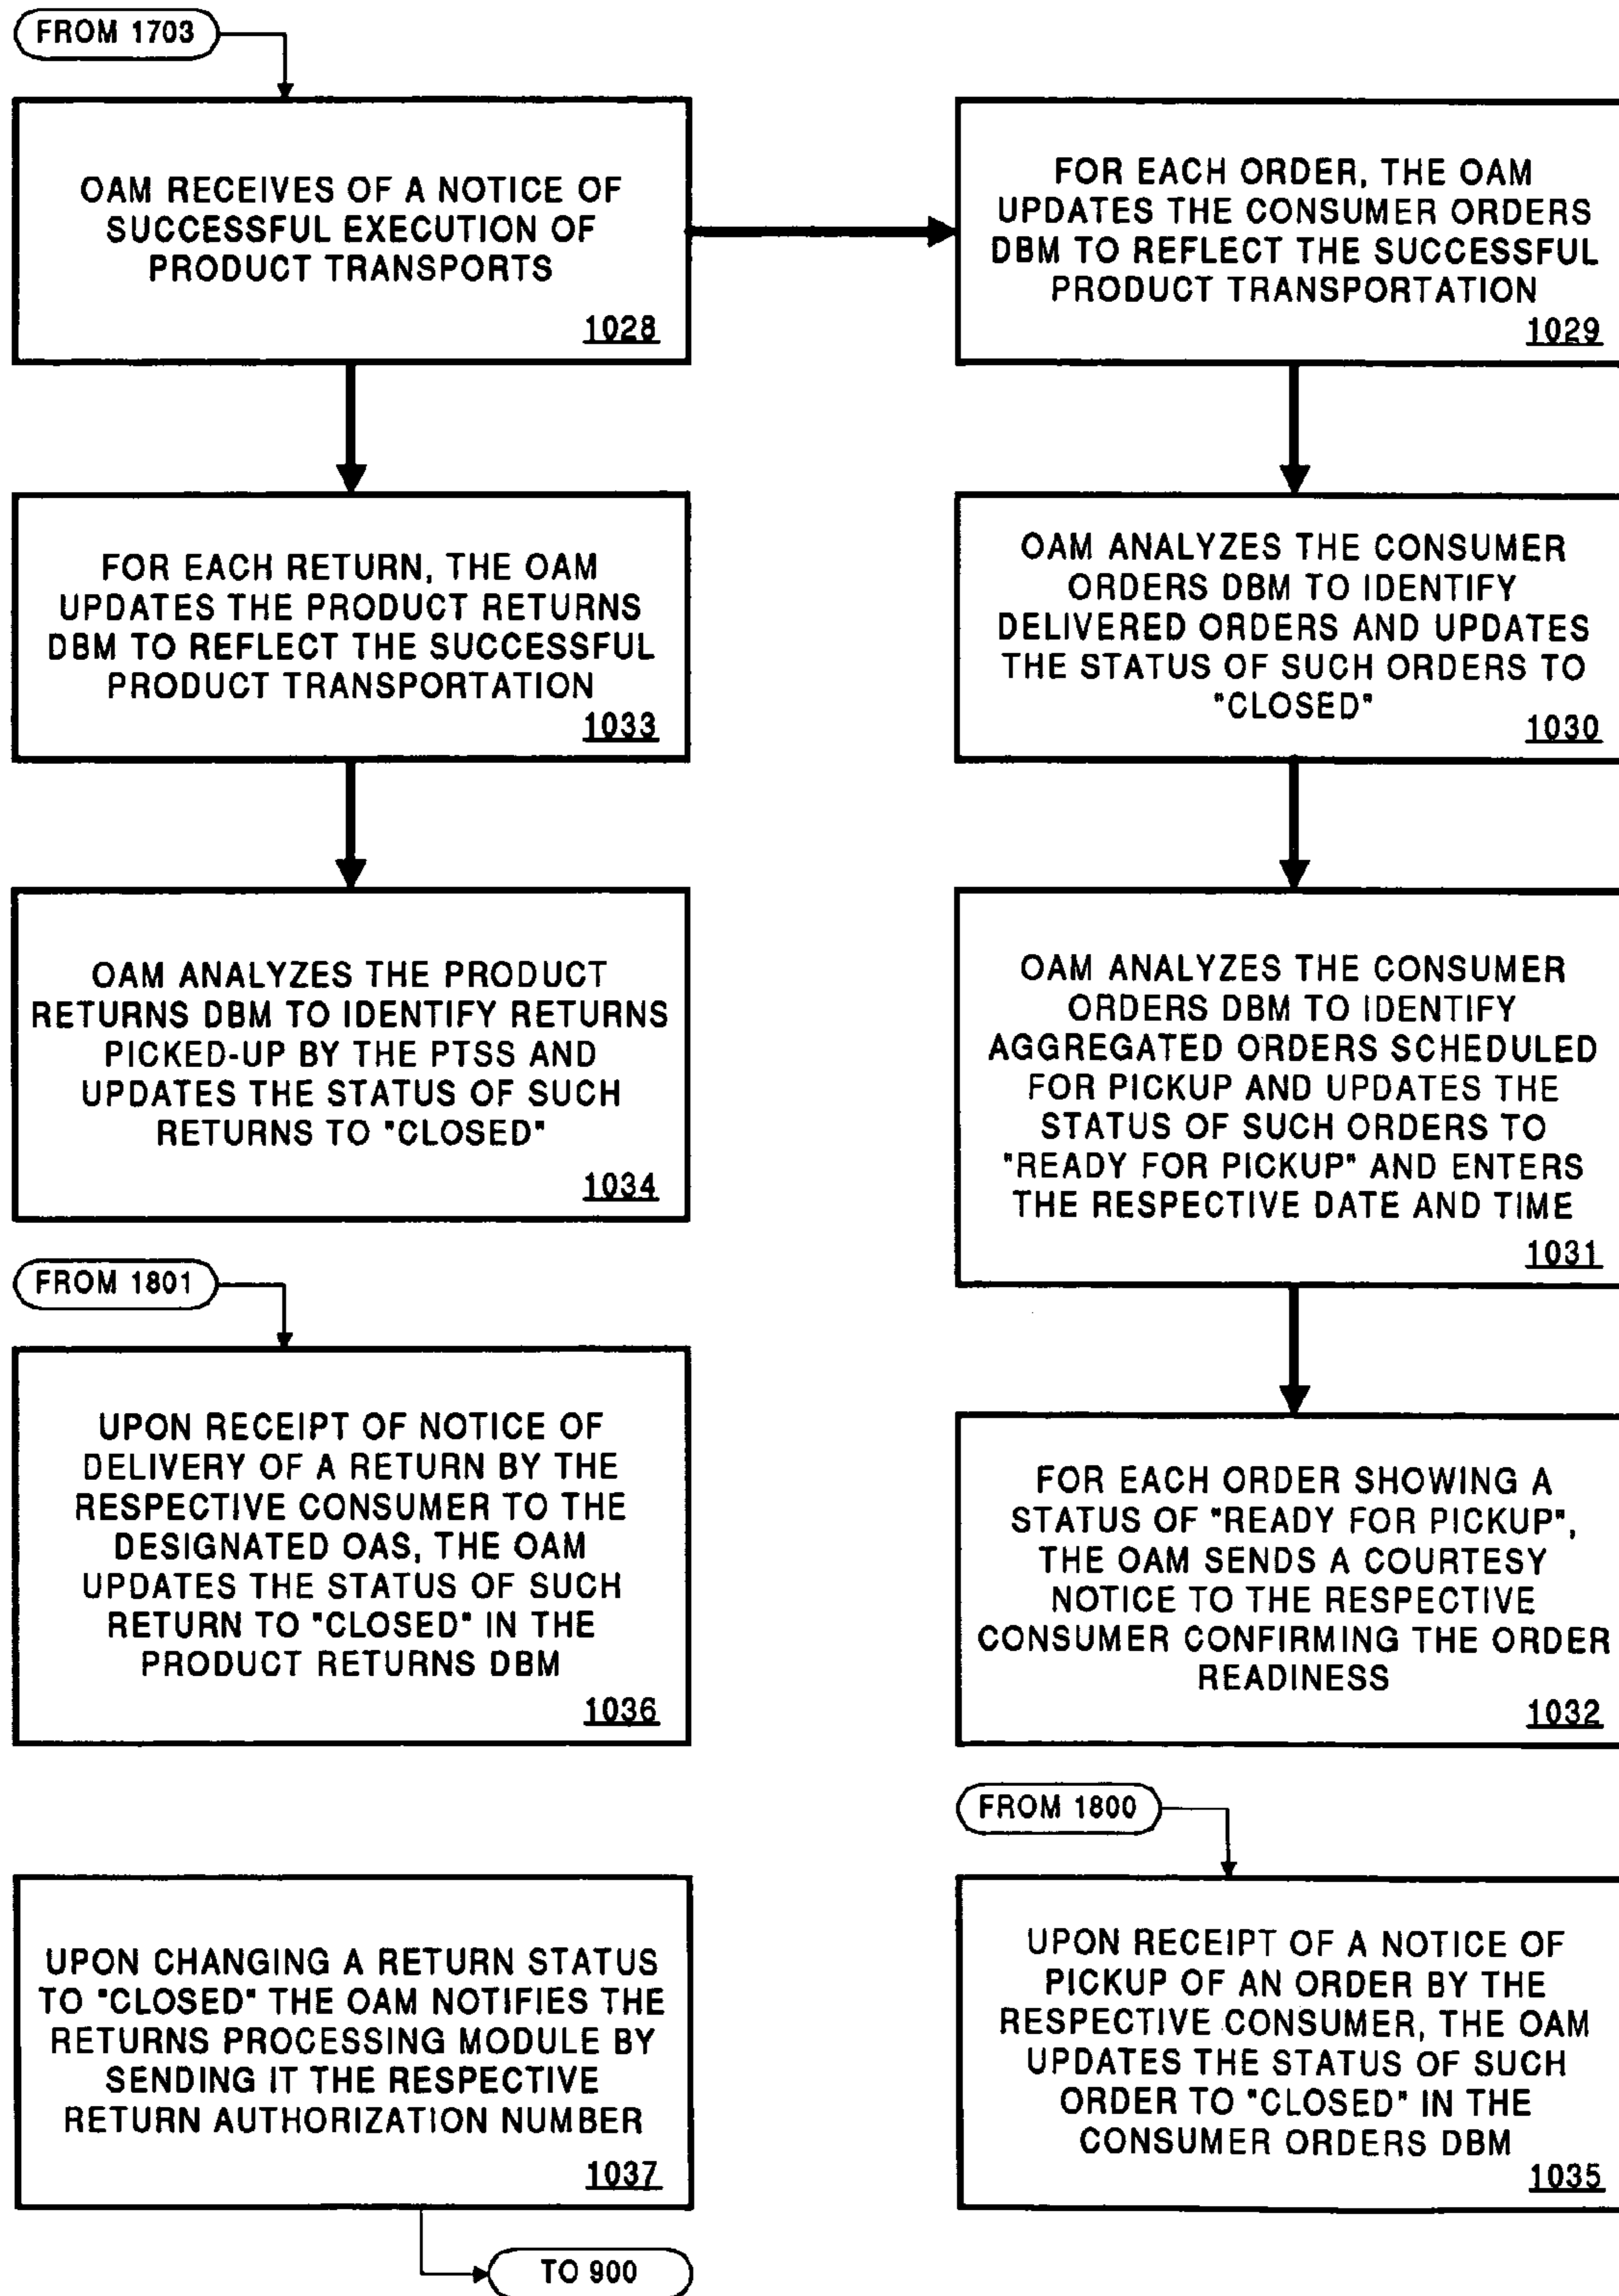 FROM 1703
OAM RECEIVES OF A NOTICE OF
SUCCESSFUL EXECUTION OF
PRODUCT TRANSPORTS
1028
FOR EACH ORDER, THE OAM
UPDATES THE CONSUMER ORDERS
DBM TO REFLECT THE SUCCESSFUL
PRODUCT TRANSPORTATION
1029
FOR EACH RETURN, THE OAM
UPDATES THE PRODUCT RETURNS
DBM TO REFLECT THE SUCCESSFUL
PRODUCT TRANSPORTATION
1033
OAM ANALYZES THE CONSUMER
ORDERS DBM TO IDENTIFY
DELIVERED ORDERS AND UPDATES
THE STATUS OF SUCH ORDERS TO
"CLOSED"
1030
OAM ANALYZES THE PRODUCT
RETURNS DBM TO IDENTIFY RETURNS
PICKED-UP BY THE PTSS AND
UPDATES THE STATUS OF SUCH
RETURNS TO "CLOSED"
1034
OAM ANALYZES THE CONSUMER
ORDERS DBM TO IDENTIFY
AGGREGATED ORDERS SCHEDULED
FOR PICKUP AND UPDATES THE
STATUS OF SUCH ORDERS TO
"READY FOR PICKUP" AND ENTERS
THE RESPECTIVE DATE AND TIME
1031
FROM 1801
UPON RECEIPT OF NOTICE OF
DELIVERY OF A RETURN BY THE
RESPECTIVE CONSUMER TO THE
DESIGNATED OAS, THE OAM
UPDATES THE STATUS OF SUCH
RETURN TO "CLOSED" IN THE
PRODUCT RETURNS DBM
1036
FOR EACH ORDER SHOWING A
STATUS OF "READY FOR PICKUP",
THE OAM SENDS A COURTESY
NOTICE TO THE RESPECTIVE
CONSUMER CONFIRMING THE ORDER
READINESS
1032
FROM 1800
UPON CHANGING A RETURN STATUS
TO "CLOSED" THE OAM NOTIFIES THE
RETURNS PROCESSING MODULE BY
SENDING IT THE RESPECTIVE
RETURN AUTHORIZATION NUMBER
1037
UPON RECEIPT OF A NOTICE OF
PICKUP OF AN ORDER BY THE
RESPECTIVE CONSUMER, THE OAM
UPDATES THE STATUS OF SUCH
ORDER TO "CLOSED" IN THE
CONSUMER ORDERS DBM
1035
TO 900